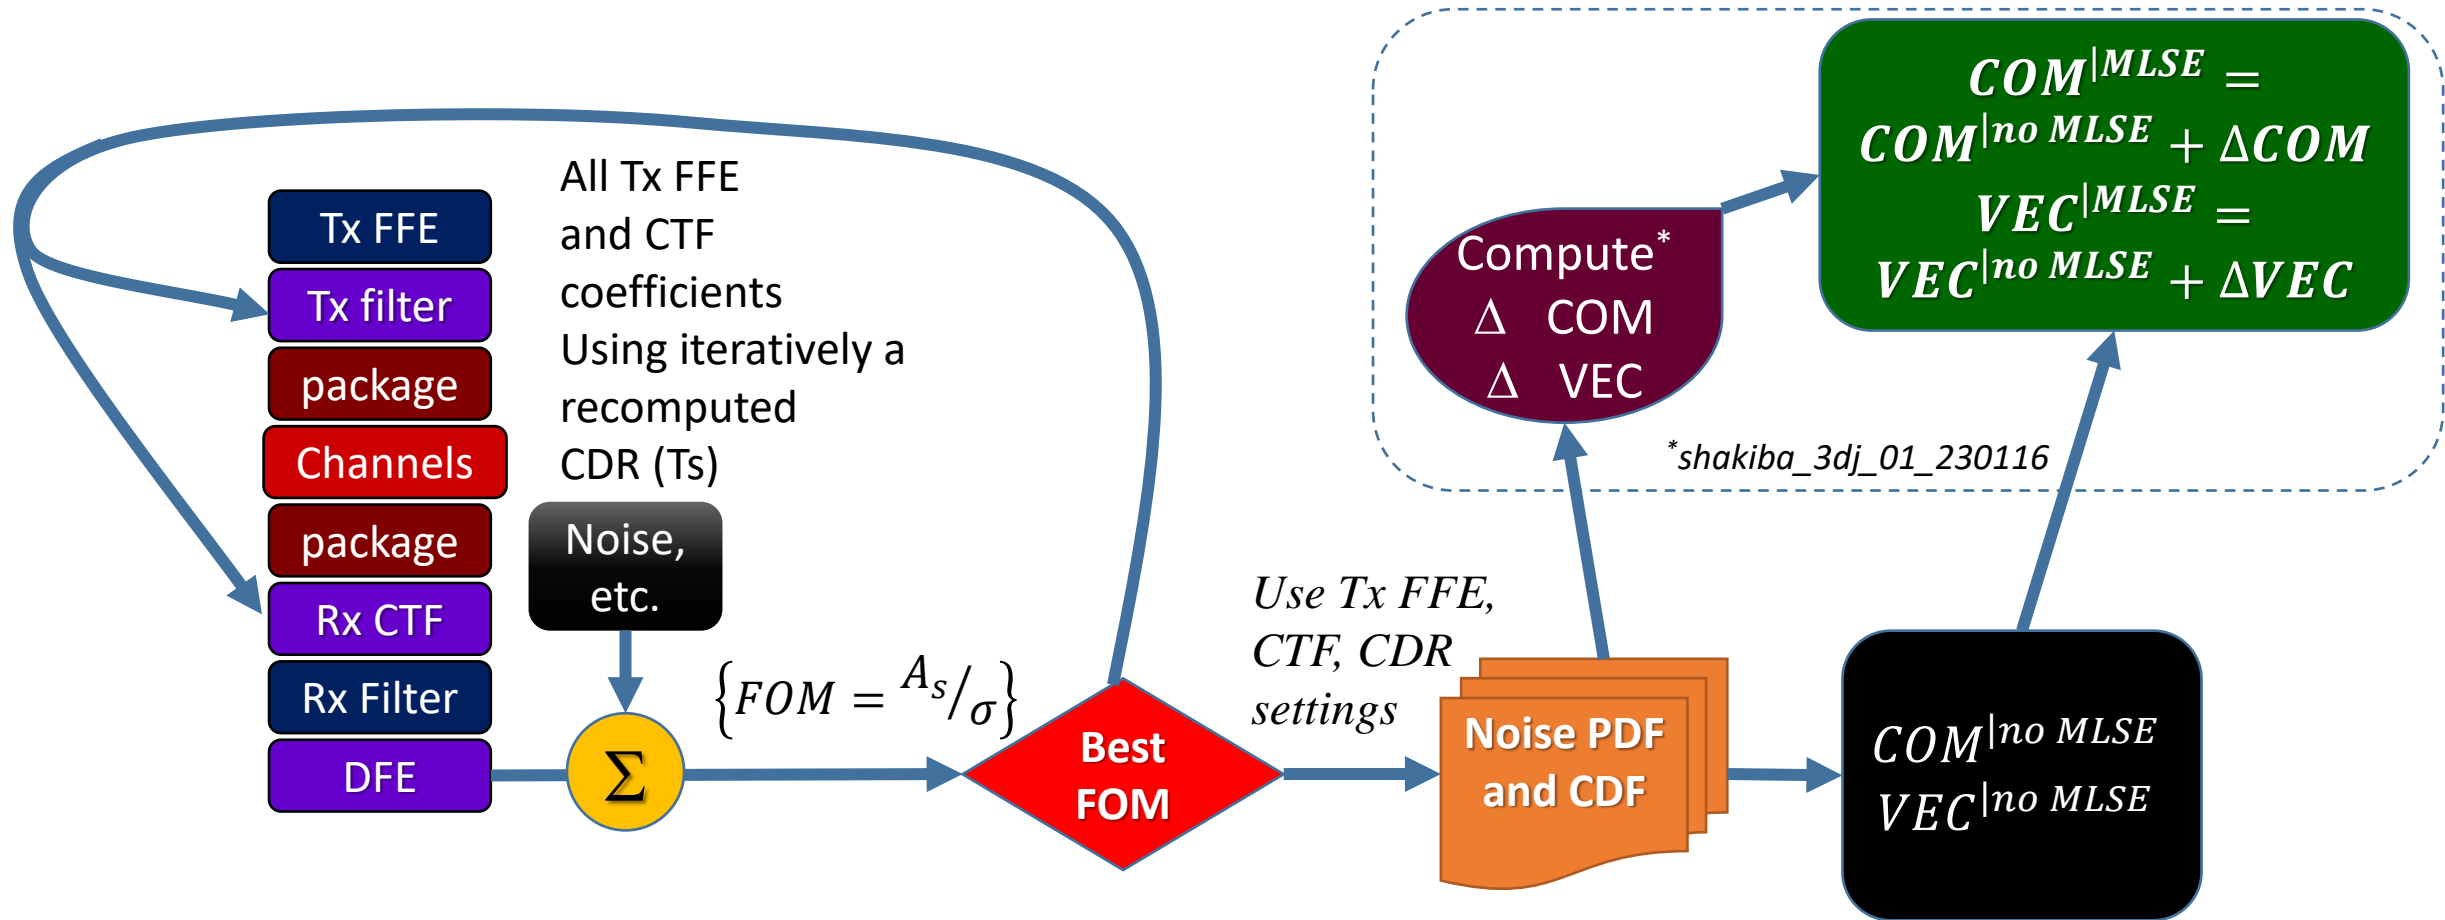 Tx FFE
Tx filter
package
Channels
package
Rx CTF
Rx Filter
DFE
All Tx FFE
and CTF
coefficients
Using iteratively a
recomputed
CDR (Ts)
Noise,
etc.
Σ
{FOM = A_s/σ}
Best
FOM
Use Tx FFE,
CTF, CDR
settings
Noise PDF
and CDF
COM^|no MLSE
VEC^|no MLSE
Compute*
Δ COM
Δ VEC
*shakiba_3dj_01_230116
COM^|MLSE =
COM^|no MLSE + ΔCOM
VEC^|MLSE =
VEC^|no MLSE + ΔVEC